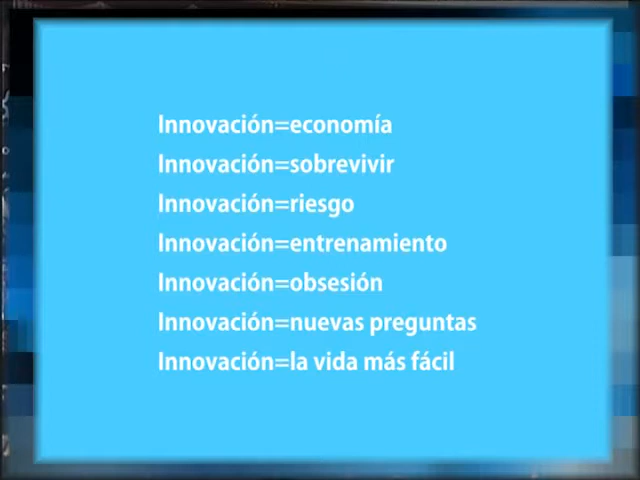 Innovación=economía
Innovación=sobrevivir
Innovación=riesgo
Innovación=entrenamiento
Innovación=obsesión
Innovación=nuevas preguntas
Innovación=la vida más fácil